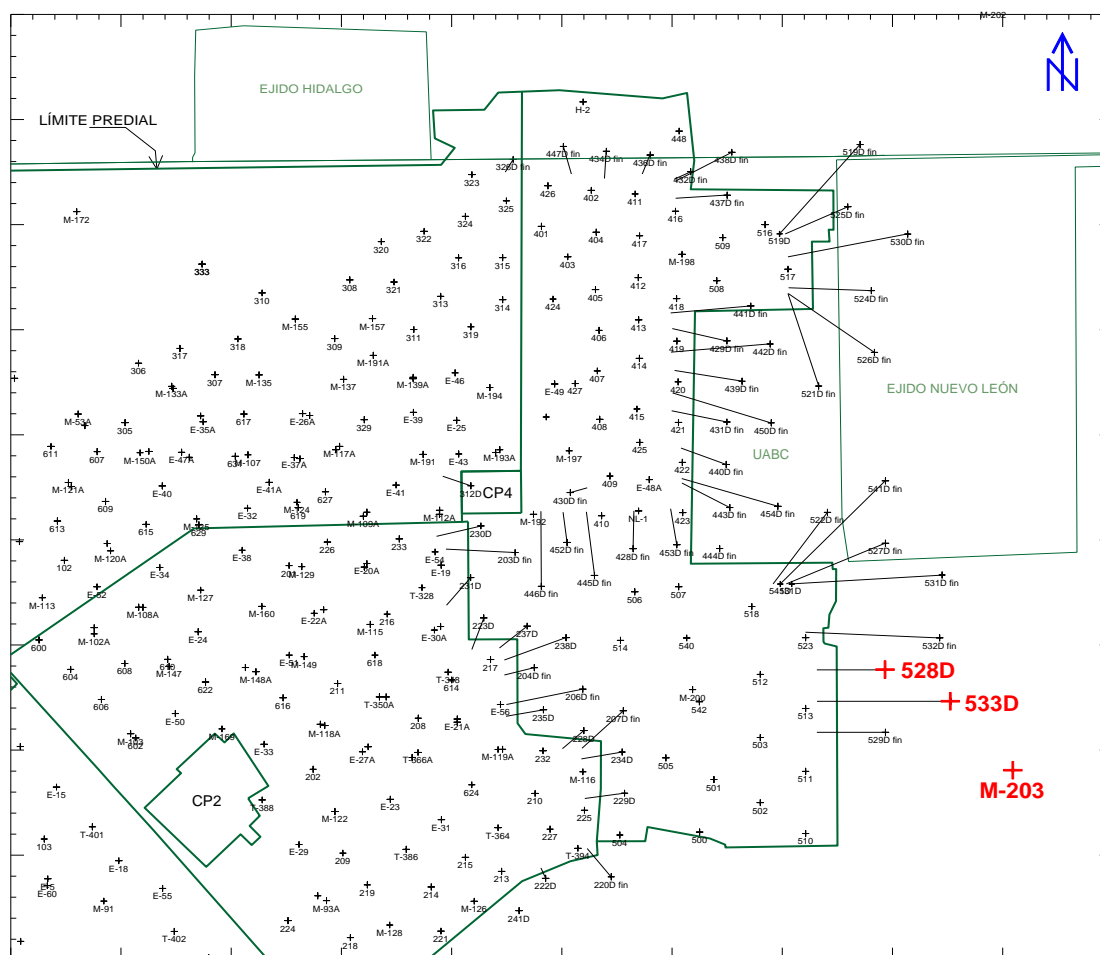 M-202
EJIDO HIDALGO
N
H-2
LÍMITE PREDIAL
448
447D fin
434D fin
436D fin
438D fin
519D fin
326D fin
432D fin
323
426
402
411
437D fin
325
M-172
324
416
525D fin
401
516
322
404
417
509
519D
530D fin
320
316
315
403
M-198
333
517
308
321
412
508
310
313
314
424
405
418
524D fin
441D fin
M-155
M-157
413
311
319
406
318
309
419
429D fin
442D fin
317
M-191A
414
526D fin
306
307
M-135
M-137
M-139A
E-46
407
420
439D fin
M-133A
M-194
E-49
427
521D fin
EJIDO NUEVO LEÓN
M-53A
305
E-35A
617
E-26A
329
E-39
E-25
408
415
421
431D fin
450D fin
611
607
M-150A
E-47A
M-107
E-37A
M-117A
M-191
E-43
M-193A
M-197
425
UABC
422
440D fin
M-121A
E-40
E-41A
627
E-41
312D
CP4
430D fin
409
E-48A
541D fin
609
E-32
M-124
619
M-109A
M-112A
M-192
410
NL-1
423
443D fin
454D fin
522D fin
613
615
629
230D
102
M-120A
E-38
226
233
E-54
203D fin
452D fin
428D fin
453D fin
444D fin
527D fin
E-34
M-129
E-20A
E-19
231D
445D fin
531D fin
E-52
M-127
T-328
446D fin
506
507
531D
M-113
M-108A
M-160
E-22A
216
518
M-102A
E-24
M-115
E-30A
223D
237D
238D
514
540
523
532D fin
600
604
608
M-147
M-149
618
217
204D fin
528D
M-148A
614
512
606
622
616
211
T-350A
E-56
206D fin
M-200
542
533D
E-50
M-118A
208
E-21A
235D
207D fin
513
602
M-169
228D
503
529D fin
E-33
E-27A
T-366A
M-119A
232
234D
505
202
M-116
511
M-203
E-15
CP2
T-388
E-23
624
210
229D
501
502
M-122
225
T-401
E-31
T-364
227
504
500
510
103
E-29
209
T-386
215
T-394
E-18
213
222D
220D fin
E-60
E-55
219
214
M-91
M-93A
M-126
241D
T-402
224
218
M-128
221